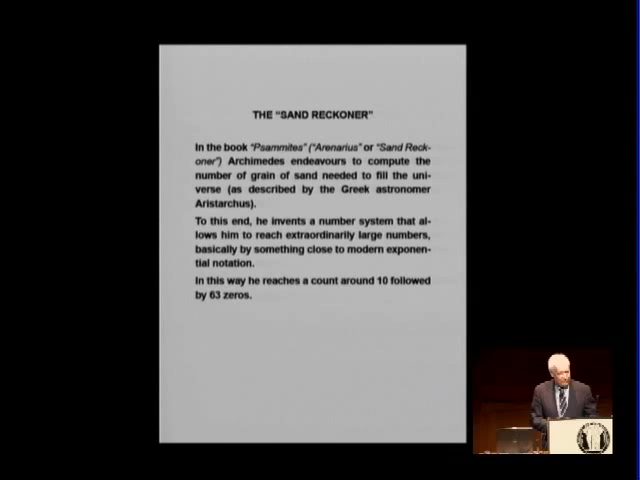 THE “SAND RECKONER”
In the book “Psammites” (“Arenarius” or “Sand Reck-
oner”) Archimedes endeavours to compute the
number of grain of sand needed to fill the uni-
verse (as described by the Greek astronomer
Aristarchus).
To this end, he invents a number system that al-
lows him to reach extraordinarily large numbers,
basically by something close to modern exponen-
tial notation.
In this way he reaches a count around 10 followed
by 63 zeros.